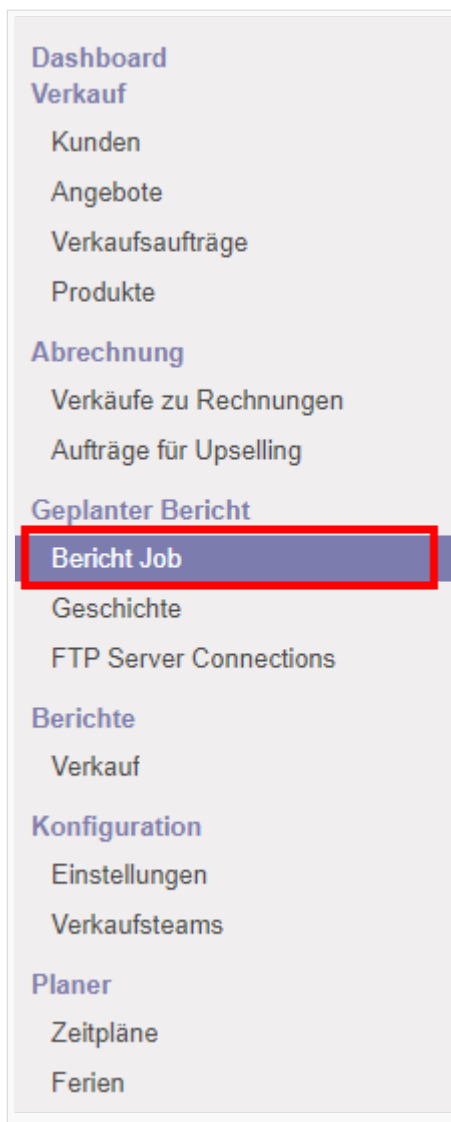 Dashboard
Verkauf
Kunden
Angebote
Verkaufsaufträge
Produkte
Abrechnung
Verkäufe zu Rechnungen
Aufträge für Upselling
Geplanter Bericht
Bericht Job
Geschichte
FTP Server Connections
Berichte
Verkauf
Konfiguration
Einstellungen
Verkaufsteams
Planer
Zeitpläne
Ferien